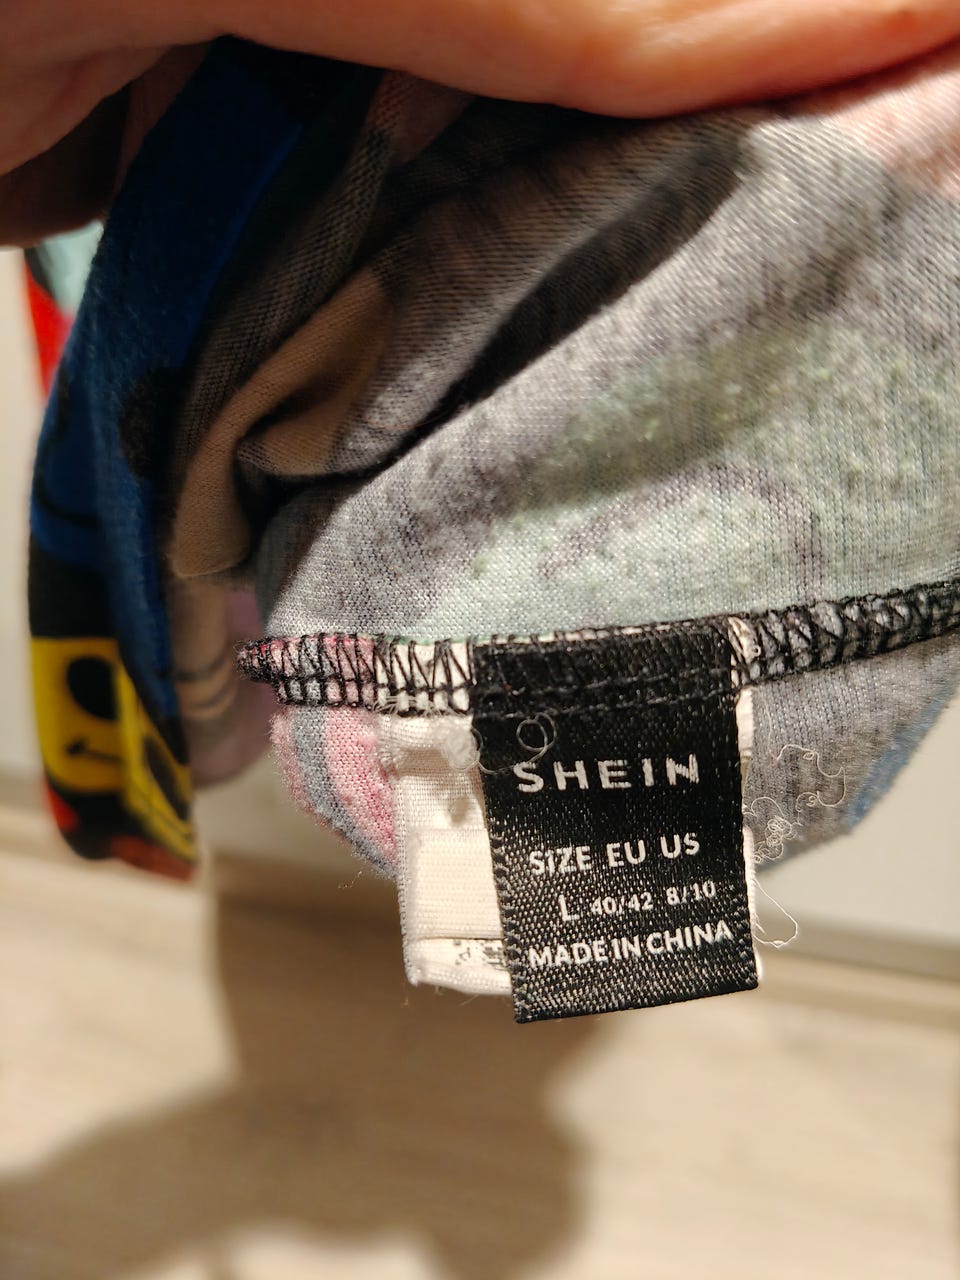 SHEIN
SIZE EU US
L 40/42 8/10
MADE IN CHINA